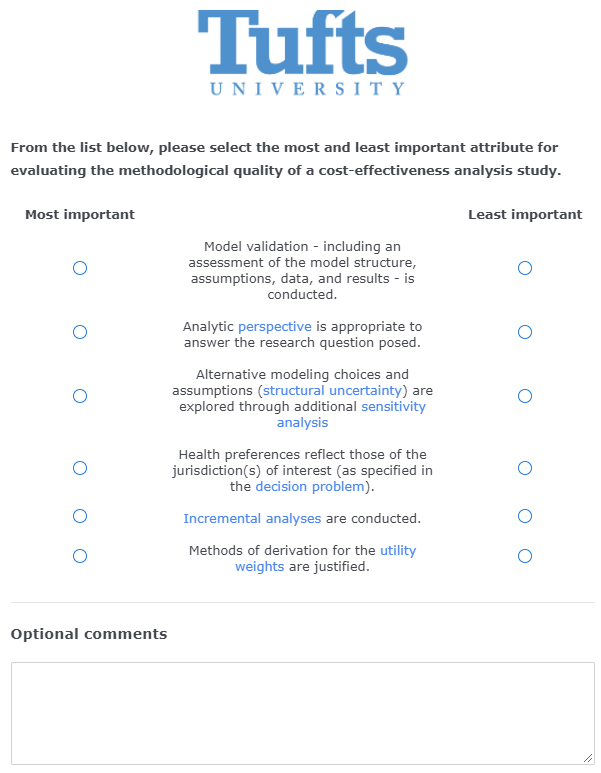 Tufts
UNIVERSITY
From the list below, please select the most and least important attribute for
evaluating the methodological quality of a cost-effectiveness analysis study.
Most important
Least important
Model validation - including an
assessment of the model structure,
assumptions, data, and results - is
conducted.
Analytic perspective is appropriate to
answer the research question posed.
Alternative modeling choices and
assumptions (structural uncertainty) are
explored through additional sensitivity
analysis
Health preferences reflect those of the
jurisdiction(s) of interest (as specified in
the decision problem).
Incremental analyses are conducted.
Methods of derivation for the utility
weights are justified.
Optional comments